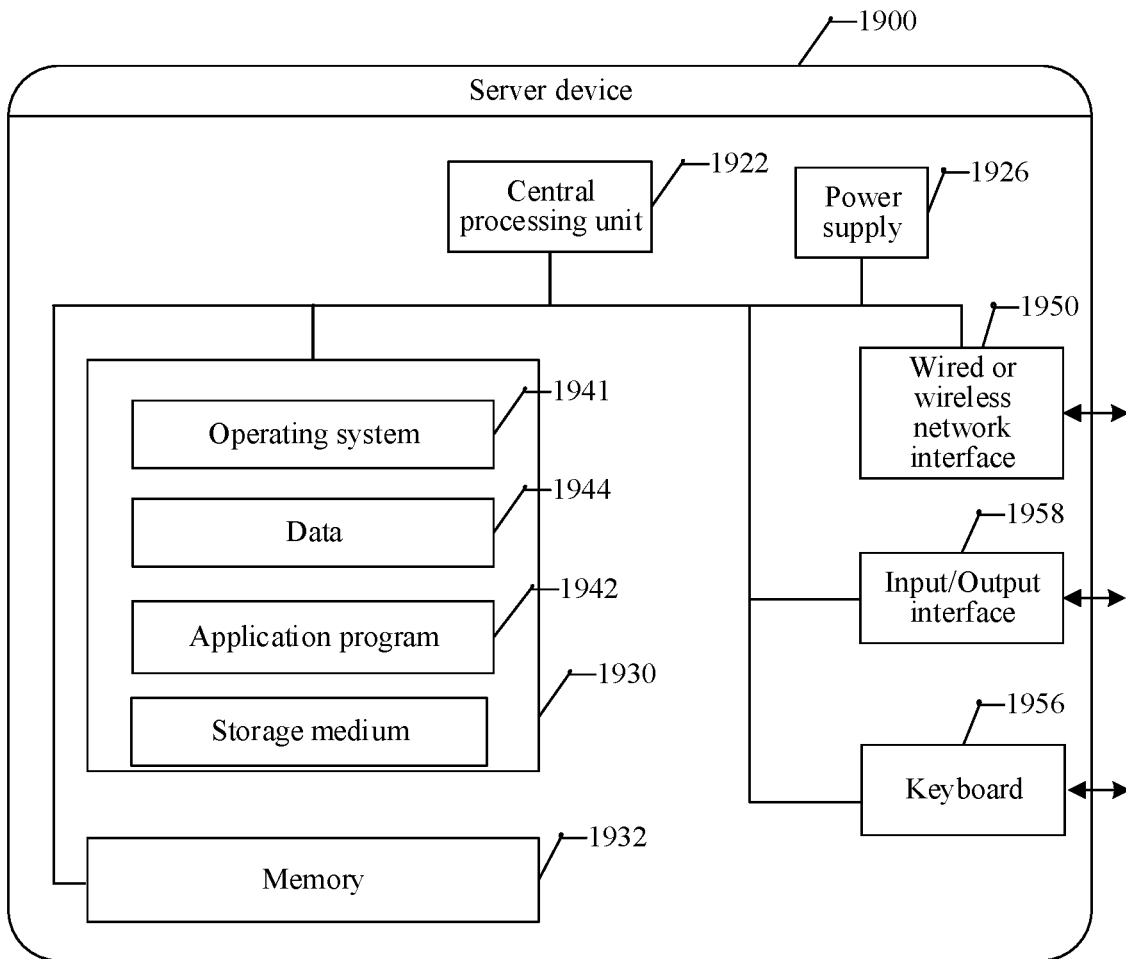 1900
Server device
1922
Central
processing unit
1926
Power
supply
1950
Wired or
wireless
network
interface
1941
Operating system
1944
Data
1958
Input/Output
interface
1942
Application program
1930
Storage medium
1956
Keyboard
1932
Memory